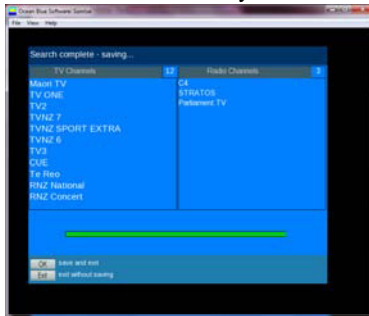 Ocean Blue Software Sunrise
File View Help
Search complete - saving...
TV Channels 12 Radio Channels 3
Maori TV
TV ONE
TV2
TVNZ 7
TVNZ SPORT EXTRA
TVNZ 6
TV3
CUE
Te Reo
RNZ National
RNZ Concert
C4
STRATOS
Parliament TV
OK save and exit
Exit exit without saving